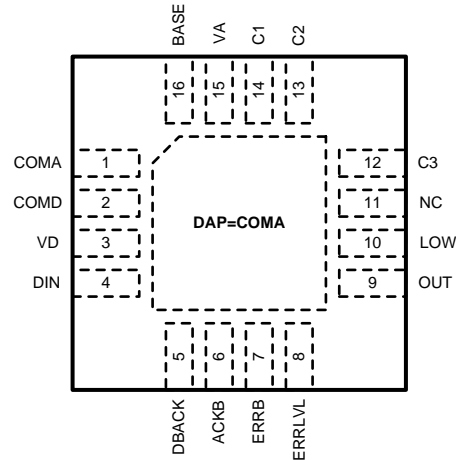 BASE
VA
C1
C2
16
15
14
13
COMA
1
12
C3
COMD
2
11
NC
DAP=COMA
VD
3
10
LOW
DIN
4
9
OUT
5
6
7
8
DBACK
ACKB
ERRB
ERRLVL